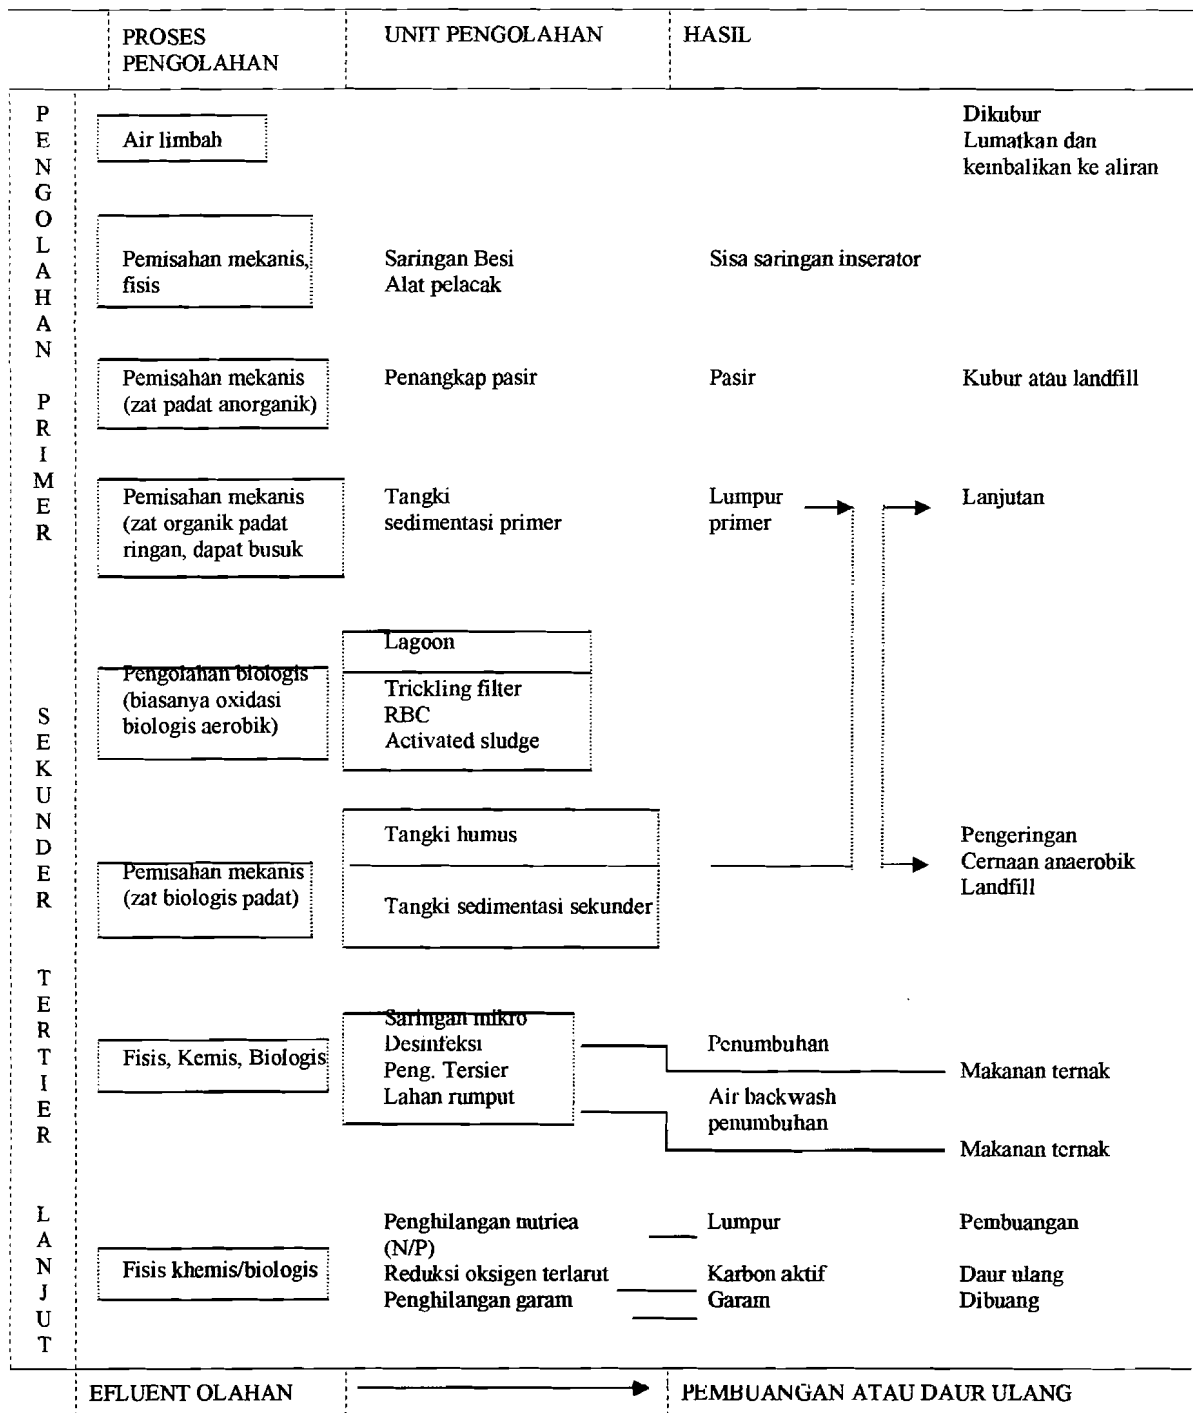 PROSES PENGOLAHAN
UNIT PENGOLAHAN
HASIL
PENGOLAHAN PRIMER
Air limbah
Dikubur
Lumatkan dan
kembalikan ke aliran
Pemisahan mekanis,
fisis
Saringan Besi
Alat pelacak
Sisa saringan inserator
Pemisahan mekanis
(zat padat anorganik)
Penangkap pasir
Pasir
Kubur atau landfill
Pemisahan mekanis
(zat organik padat
ringan, dapat busuk
Tangki
sedimentasi primer
Lumpur
primer
Lanjutan
SEKUNDER
Pengolahan biologis
(biasanya oxidasi
biologis aerobik)
Lagoon
Trickling filter
RBC
Activated sludge
Pemisahan mekanis
(zat biologis padat)
Tangki humus
Tangki sedimentasi sekunder
Pengeringan
Cernaan anaerobik
Landfill
TERTIER
Fisis, Kemis, Biologis
Saringan mikro
Desinfeksi
Peng. Tersier
Lahan rumput
Penumbuhan
Makanan ternak
Air backwash
penumbuhan
Makanan ternak
LANJUT
Fisis khemis/biologis
Penghilangan nutriea
(N/P)
Reduksi oksigen terlarut
Penghilangan garam
Lumpur
Karbon aktif
Garam
Pembuangan
Daur ulang
Dibuang
EFLUENT OLAHAN
PEMBUANGAN ATAU DAUR ULANG